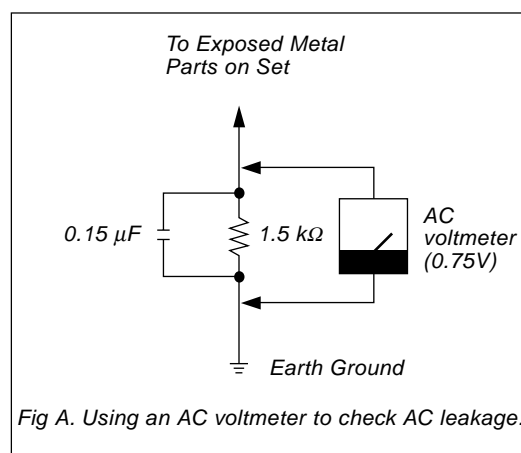 To Exposed Metal
Parts on Set
0.15 μF
1.5 kΩ
AC
voltmeter
(0.75V)
Earth Ground
Fig A. Using an AC voltmeter to check AC leakage.